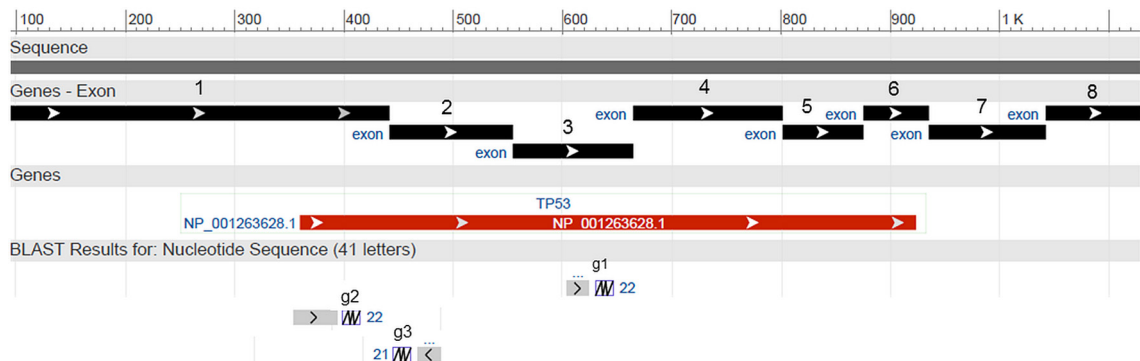 100 200 300 400 500 600 700 800 900 1 K
Sequence
Genes - Exon
1 4 6 8
2 3 5 7
exon exon exon
exon exon exon
exon
Genes
TP53
NP_001263628.1 NP_001263628.1
BLAST Results for: Nucleotide Sequence (41 letters)
g1
... 22
g2
22
g3
21 ...